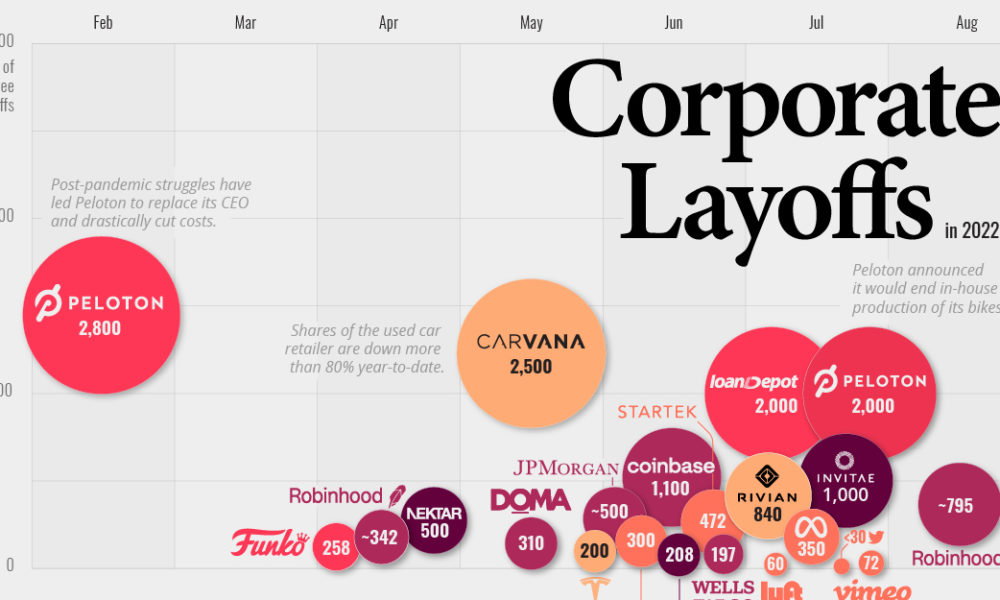 Feb Mar Apr May Jun Jul Aug
Corporate
Layoffs in 2022
of
Post-pandemic struggles have
led Peloton to replace its CEO
and drastically cut costs.
PELOTON
2,800
Shares of the used car
retailer are down more
than 80% year-to-date.
CARVANA
2,500
Peloton announced
it would end in-house
production of its bikes
loanDepot
2,000
PELOTON
2,000
STARTEK
JPMORGAN
~500
coinbase
1,100
472
RIVIAN
840
INVITAE
1,000
Robinhood
~342
NEKTAR
500
Funko
258
DOMA
310
200
300
208
197
WELLS
60
lyft
350
<30
72
vimeo
~795
Robinhood
0